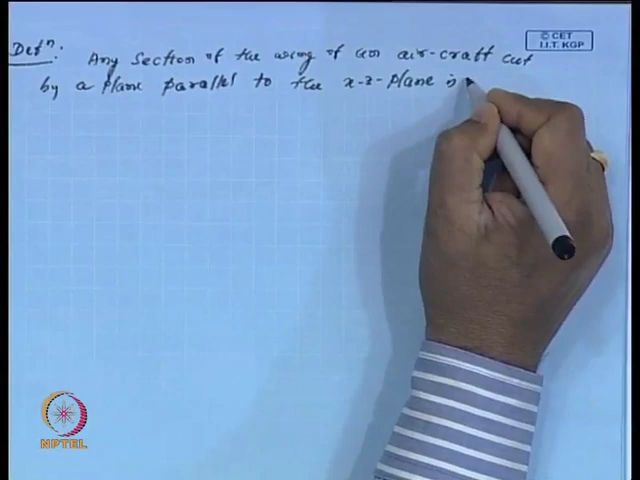 © CET
I.I.T. KGP
Defⁿ: Any section of the wing of an air-craft cut
by a plane parallel to the x-z-plane is
NPTEL